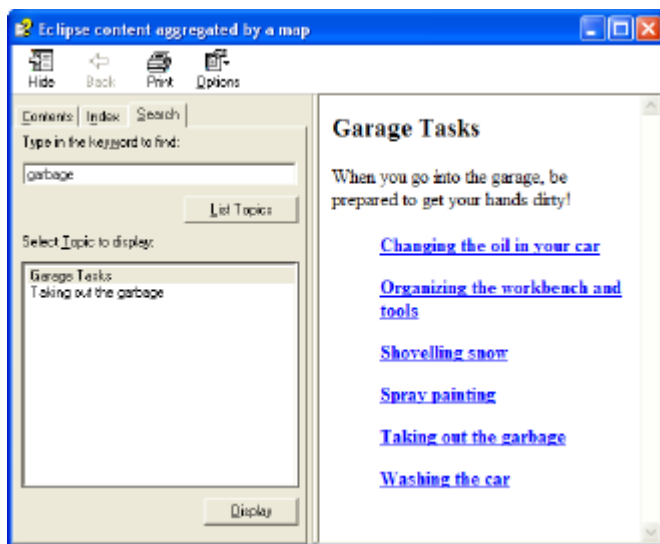 Eclipse content aggregated by a map
Hide Back Print Options
Contents Index Search
Type in the keyword to find:
garbage
List Topics
Select Topic to display:
Garage Tasks
Taking out the garbage
Display
Garage Tasks
When you go into the garage, be
prepared to get your hands dirty!
Changing the oil in your car
Organizing the workbench and
tools
Shovelling snow
Spray painting
Taking out the garbage
Washing the car